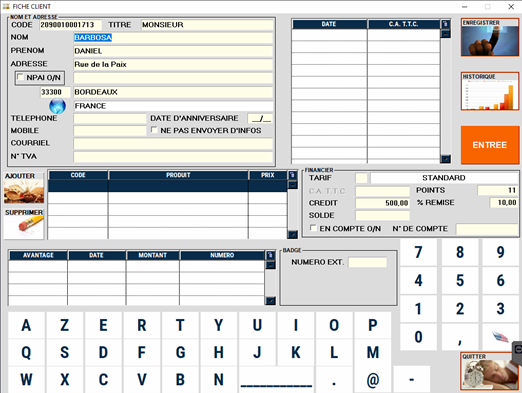 FICHE CLIENT
NOM ET ADRESSE
CODE 2090010001713 TITRE MONSIEUR
NOM BARBOSA
PRENOM DANIEL
ADRESSE Rue de la Paix
NPAI O/N
33300 BORDEAUX
FRANCE
TELEPHONE DATE D'ANNIVERSAIRE __/__
MOBILE NE PAS ENVOYER D'INFOS
COURRIEL
N° TVA
DATE C.A. T.T.C.
ENREGISTRER
HISTORIQUE
ENTREE
AJOUTER
SUPPRIMER
CODE PRODUIT PRIX
FINANCIER
TARIF STANDARD
C.A T.T.C. POINTS 11
CREDIT 500,00 % REMISE 10,00
SOLDE
EN COMPTE O/N N° DE COMPTE
AVANTAGE DATE MONTANT NUMERO
BADGE
NUMERO EXT.
7 8 9
4 5 6
1 2 3
0 ,
A Z E R T Y U I O P
Q S D F G H J K L M
W X C V B N ____________ . @ -
QUITTER